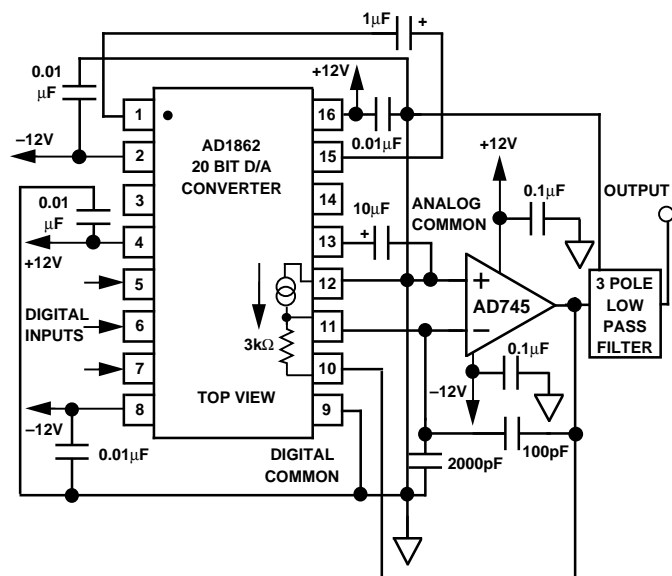 1µF
+
0.01
µF
+12V
–12V
1
16
0.01µF
AD1862
20 BIT D/A
CONVERTER
2
15
+12V
0.01
µF
3
14
ANALOG
COMMON
0.1µF
OUTPUT
10µF
+
+12V
4
13
5
12
+
AD745
–
3 POLE
LOW
PASS
FILTER
DIGITAL
INPUTS
6
11
3kΩ
7
10
0.1µF
–12V
TOP VIEW
–12V
8
9
0.01µF
DIGITAL
COMMON
2000pF
100pF